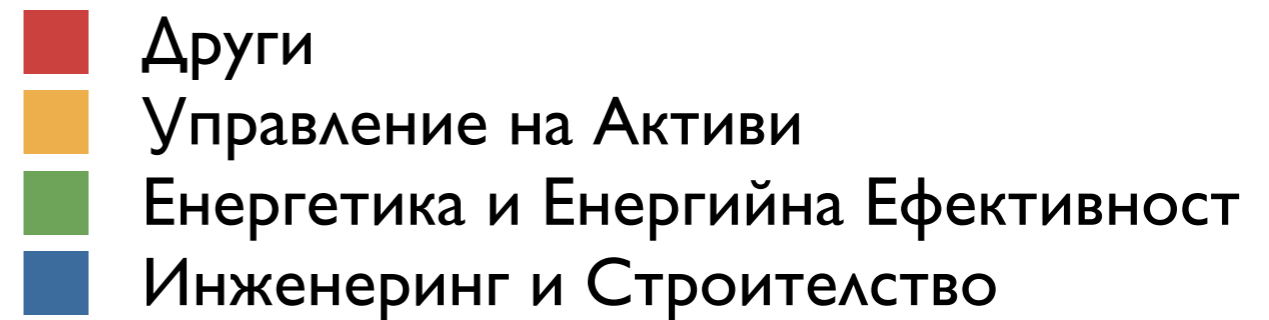 Други
Управление на Активи
Енергетика и Енергийна Ефективност
Инженеринг и Строителство